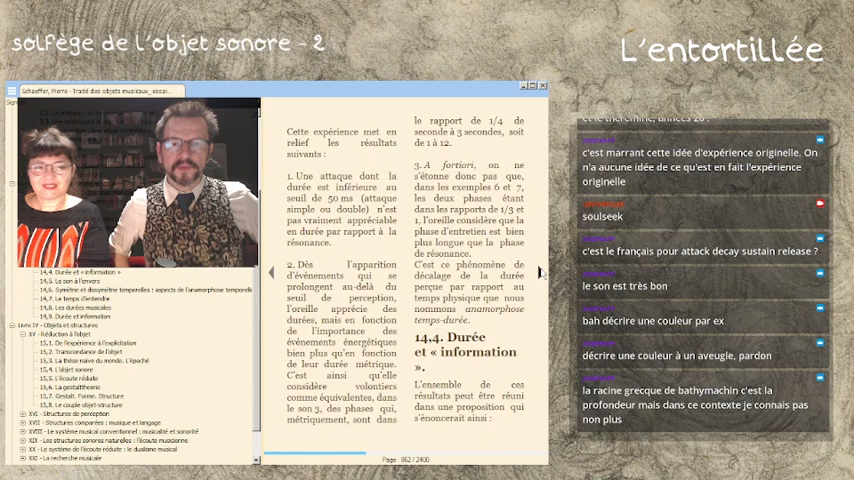 solfège de l'objet sonore - 2
L'entortillée
Schaeffer, Pierre - Traité des objets musicaux_essai...
Cette expérience met en
relief les résultats
suivants :
1. Une attaque dont la
durée est inférieure au
seuil de 50 ms (attaque
simple ou double) n'est
pas vraiment appréciable
en durée par rapport à la
résonance.
2. Dès l'apparition
d'événements qui se
prolongent au-delà du
seuil de perception,
l'oreille apprécie des
durées, mais en fonction
de l'importance des
événements énergétiques
bien plus qu'en fonction
de leur durée métrique.
C'est ainsi qu'elle
considère volontiers
comme équivalentes, dans
le son 3, des phases qui,
métriquement, sont dans
le rapport de 1/4 de
seconde à 3 secondes, soit
de 1 à 12.
3. A fortiori, on ne
s'étonne donc pas que,
dans les exemples 6 et 7,
les deux phases étant
dans les rapports de 1/3 et
1, l'oreille considère que la
phase d'entretien est bien
plus longue que la phase
de résonance.
C'est ce phénomène de
décalage de la durée
perçue par rapport au
temps physique que nous
nommons anamorphose
temps-durée.
14,4. Durée
et « information
».
L'ensemble de ces
résultats peut être réuni
dans une proposition qui
s'énoncerait ainsi :
Page : 862 / 2400
14,4. Durée et « information »
14,5. Le son à l'envers
14,6. Symétrie et dissymétrie temporelles : aspects de l'anamorphose temporelle
14,7. Le temps d'entendre
14,8. Les durées musicales
14,9. Durée et information
Livre IV - Objets et structures
XV - Réduction à l'objet
15,1. De l'expérience à l'explicitation
15,2. Transcendance de l'objet
15,3. La thèse naïve du monde. L'époché
15,4. L'objet sonore
15,5. L'écoute réduite
15,6. La gestalttheorie
15,7. Gestalt. Forme. Structure
15,8. Le couple objet-structure
XVI - Structures de perception
XVII - Structures comparées : musique et langage
XVIII - Le système musical conventionnel : musicalité et sonorité
XIX - Les structures sonores naturelles : l'écoute musicienne
XX - Le système de l'écoute réduite : le dualisme musical
XXI - La recherche musicale
et le thérémine, années 20 .
c'est marrant cette idée d'expérience originelle. On
n'a aucune idée de ce qu'est en fait l'expérience
originelle
soulseek
c'est le français pour attack decay sustain release ?
le son est très bon
bah décrire une couleur par ex
décrire une couleur à un aveugle, pardon
la racine grecque de bathymachin c'est la
profondeur mais dans ce contexte je connais pas
non plus